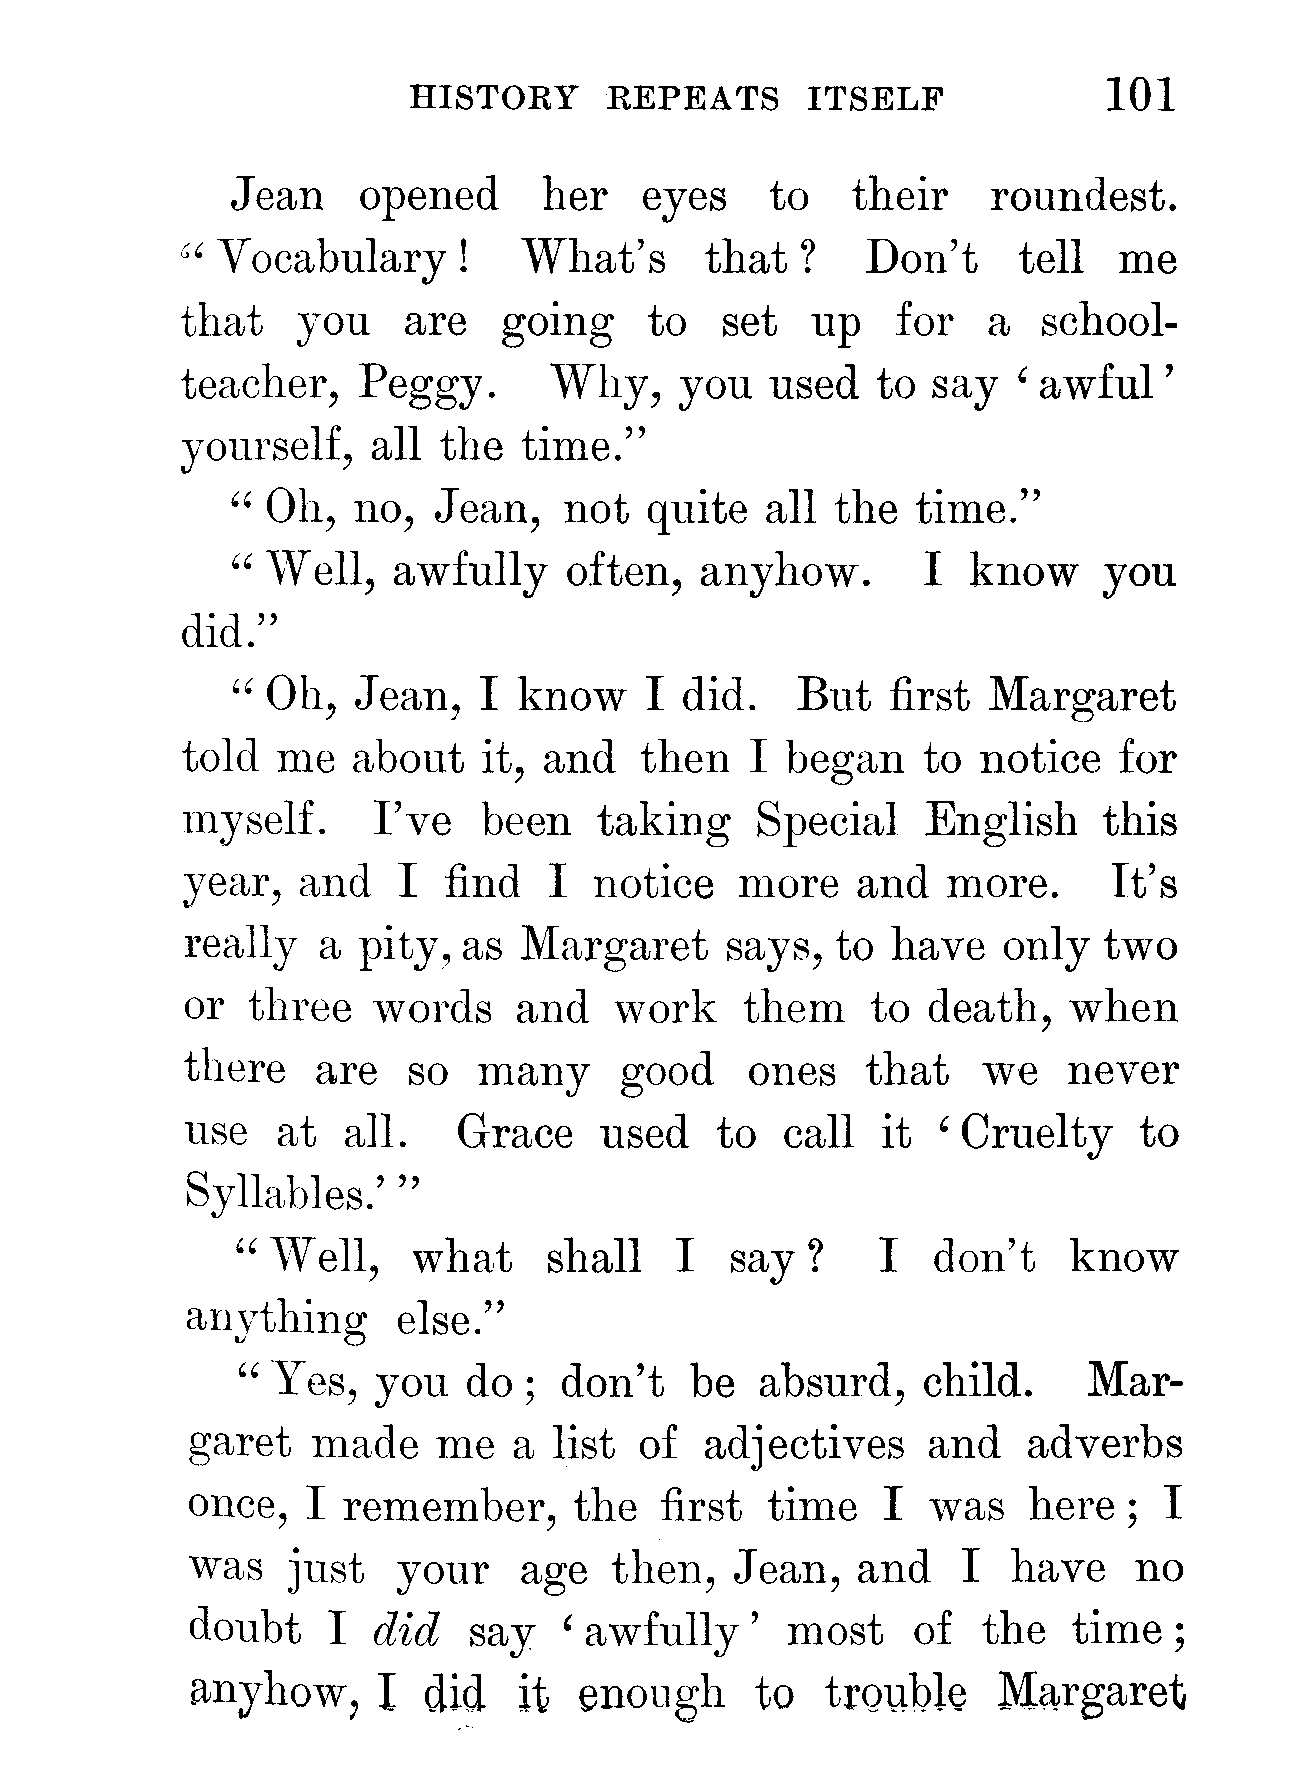 HISTORY REPEATS ITSELF 101
Jean opened her eyes to their roundest.
“ Vocabulary ! What’s that ? Don’t tell me
that you are going to set up for a school-
teacher, Peggy. Why, you used to say ‘ awful ’
yourself, all the time.”
“ Oh, no, Jean, not quite all the time.”
“ Well, awfully often, anyhow. I know you
did.”
“ Oh, Jean, I know I did. But first Margaret
told me about it, and then I began to notice for
myself. I’ve been taking Special English this
year, and I find I notice more and more. It’s
really a pity, as Margaret says, to have only two
or three words and work them to death, when
there are so many good ones that we never
use at all. Grace used to call it ‘ Cruelty to
Syllables.’ ”
“ Well, what shall I say ? I don’t know
anything else.”
“ Yes, you do ; don’t be absurd, child. Mar-
garet made me a list of adjectives and adverbs
once, I remember, the first time I was here ; I
was just your age then, Jean, and I have no
doubt I did say ‘ awfully ’ most of the time ;
anyhow, I did it enough to trouble Margaret